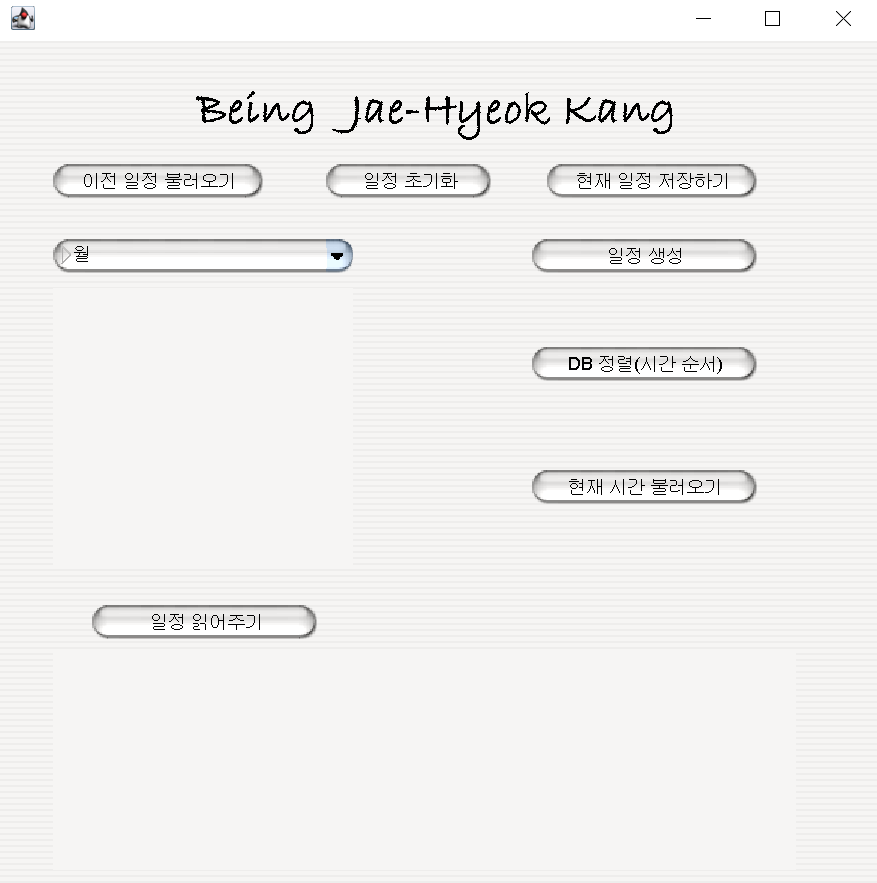 Being Jae-Hyeok Kang
이전 일정 불러오기 일정 초기화 현재 일정 저장하기
월 일정 생성
DB 정렬(시간 순서)
현재 시간 불러오기
일정 읽어주기